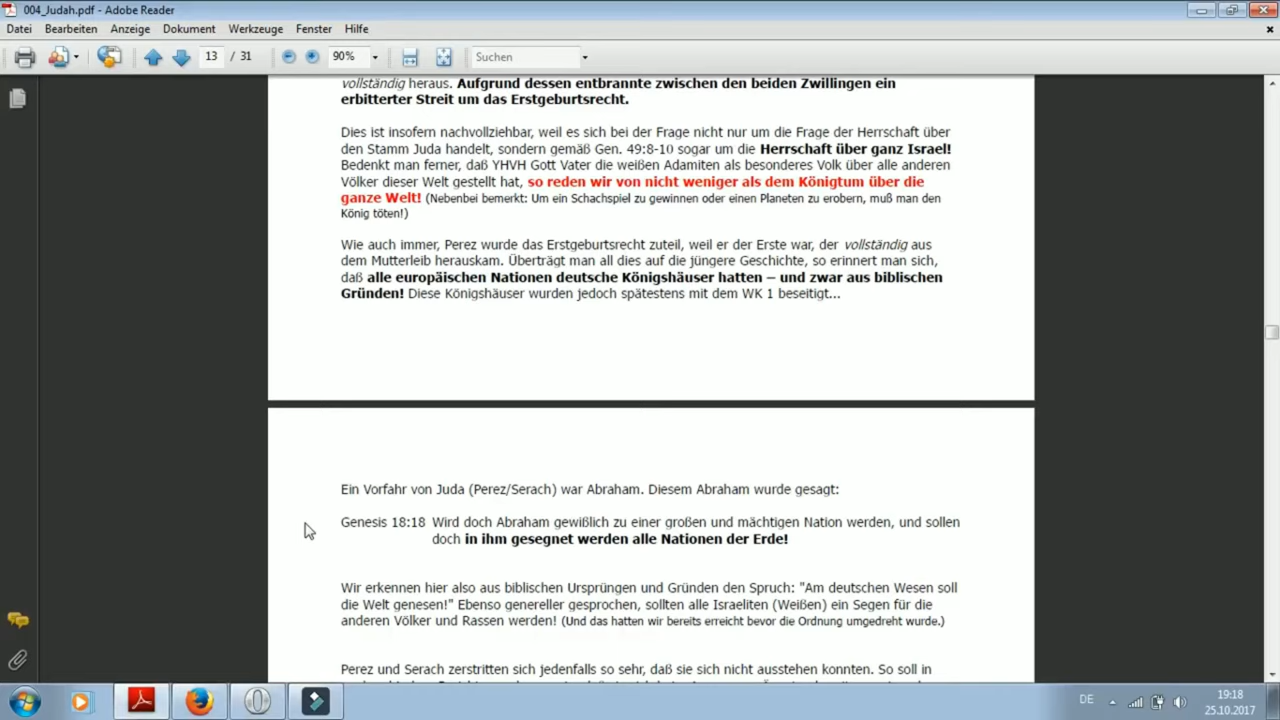 004_Judah.pdf - Adobe Reader
Datei Bearbeiten Anzeige Dokument Werkzeuge Fenster Hilfe
13 / 31 90% Suchen
vollständig heraus. Aufgrund dessen entbrannte zwischen den beiden Zwillingen ein
erbitterter Streit um das Erstgeburtsrecht.
Dies ist insofern nachvollziehbar, weil es sich bei der Frage nicht nur um die Frage der Herrschaft über
den Stamm Juda handelt, sondern gemäß Gen. 49:8-10 sogar um die Herrschaft über ganz Israel!
Bedenkt man ferner, daß YHVH Gott Vater die weißen Adamiten als besonderes Volk über alle anderen
Völker dieser Welt gestellt hat, so reden wir von nicht weniger als dem Königtum über die
ganze Welt! (Nebenbei bemerkt: Um ein Schachspiel zu gewinnen oder einen Planeten zu erobern, muß man den
König töten!)
Wie auch immer, Perez wurde das Erstgeburtsrecht zuteil, weil er der Erste war, der vollständig aus
dem Mutterleib herauskam. Überträgt man all dies auf die jüngere Geschichte, so erinnert man sich,
daß alle europäischen Nationen deutsche Königshäuser hatten – und zwar aus biblischen
Gründen! Diese Königshäuser wurden jedoch spätestens mit dem WK 1 beseitigt...
Ein Vorfahr von Juda (Perez/Serach) war Abraham. Diesem Abraham wurde gesagt:
Genesis 18:18 Wird doch Abraham gewißlich zu einer großen und mächtigen Nation werden, und sollen
doch in ihm gesegnet werden alle Nationen der Erde!
Wir erkennen hier also aus biblischen Ursprüngen und Gründen den Spruch: "Am deutschen Wesen soll
die Welt genesen!" Ebenso genereller gesprochen, sollten alle Israeliten (Weißen) ein Segen für die
anderen Völker und Rassen werden! (Und das hatten wir bereits erreicht bevor die Ordnung umgedreht wurde.)
Perez und Serach zerstritten sich jedenfalls so sehr, daß sie sich nicht ausstehen konnten. So soll in
DE 19:18
25.10.2017